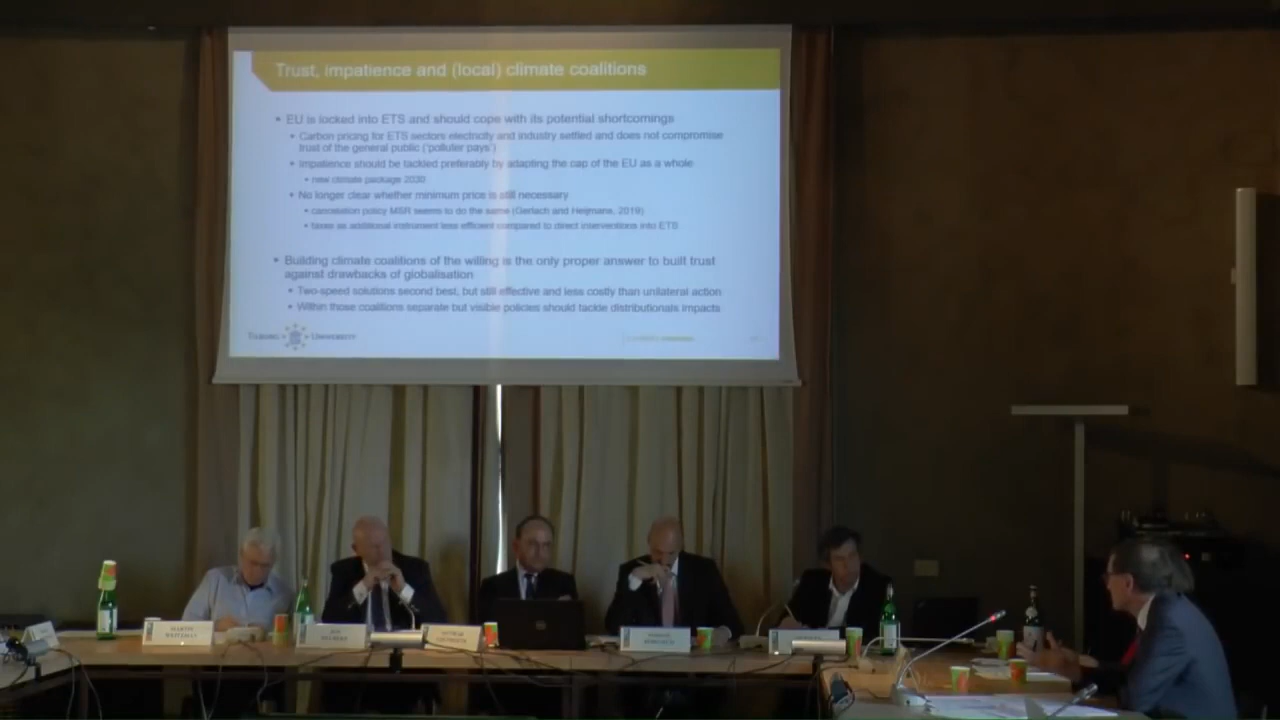 Trust, impatience and (local) climate coalitions
EU is locked into ETS and should cope with its potential shortcomings
Carbon pricing for ETS sectors electricity and industry settled and does not compromise
trust of the general public ('polluter pays')
Impatience should be tackled preferably by adapting the cap of the EU as a whole
new climate package 2030
No longer clear whether minimum price is still necessary
cancelation policy MSR seems to do the same (Gerlach and Heijmans, 2019)
taxes as additional instrument less efficient compared to direct interventions into ETS
Building climate coalitions of the willing is the only proper answer to built trust
against drawbacks of globalisation
Two-speed solutions second best, but still effective and less costly than unilateral action
Within those coalitions separate but visible policies should tackle distributionals impacts
TILBURG UNIVERSITY
MARTIN
WEITZMAN